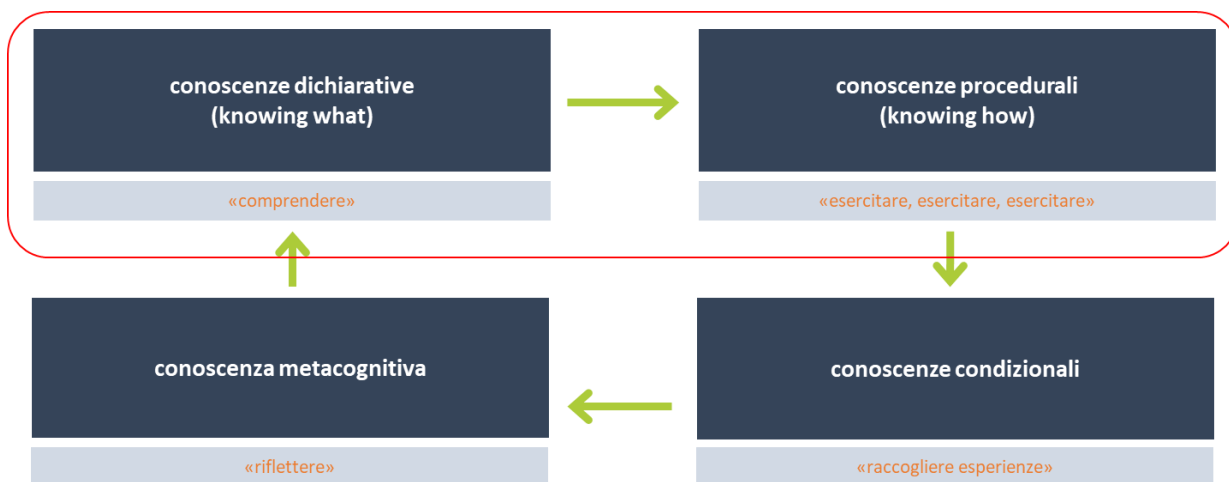 conoscenze dichiarative
(knowing what)
«comprendere»
conoscenze procedurali
(knowing how)
«esercitare, esercitare, esercitare»
conoscenza metacognitiva
«riflettere»
conoscenze condizionali
«raccogliere esperienze»